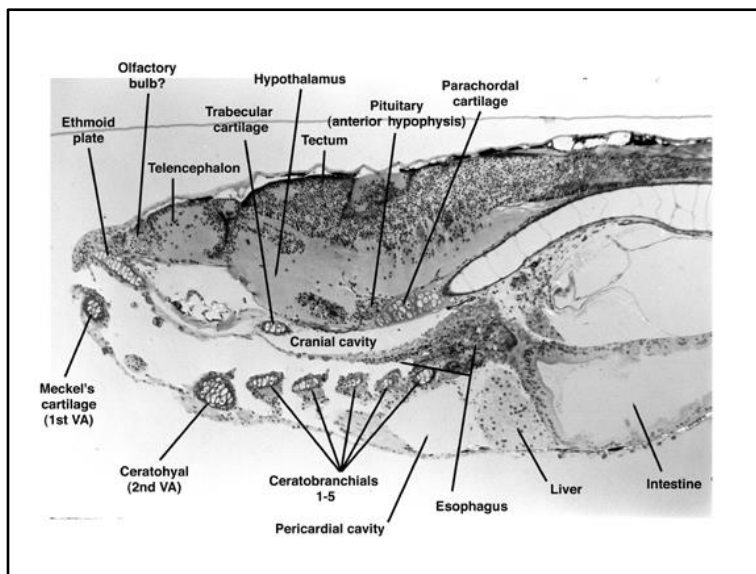 Olfactory
bulb?
Hypothalamus
Parachordal
cartilage
Pituitary
(anterior hypophysis)
Trabecular
cartilage
Tectum
Ethmoid
plate
Telencephalon
Cranial cavity
Meckel's
cartilage
(1st VA)
Ceratohyal
(2nd VA)
Ceratobranchials
1-5
Pericardial cavity
Esophagus
Liver
Intestine